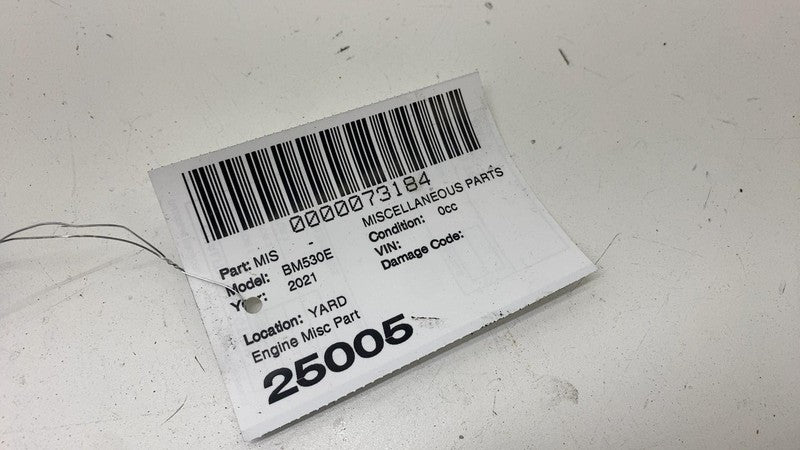 0000073184
Part: MIS - MISCELLANEOUS PARTS
Model: BM530E Condition: 0cc
Year: 2021 VIN:
Damage Code:
Location: YARD
Engine Misc Part
25005